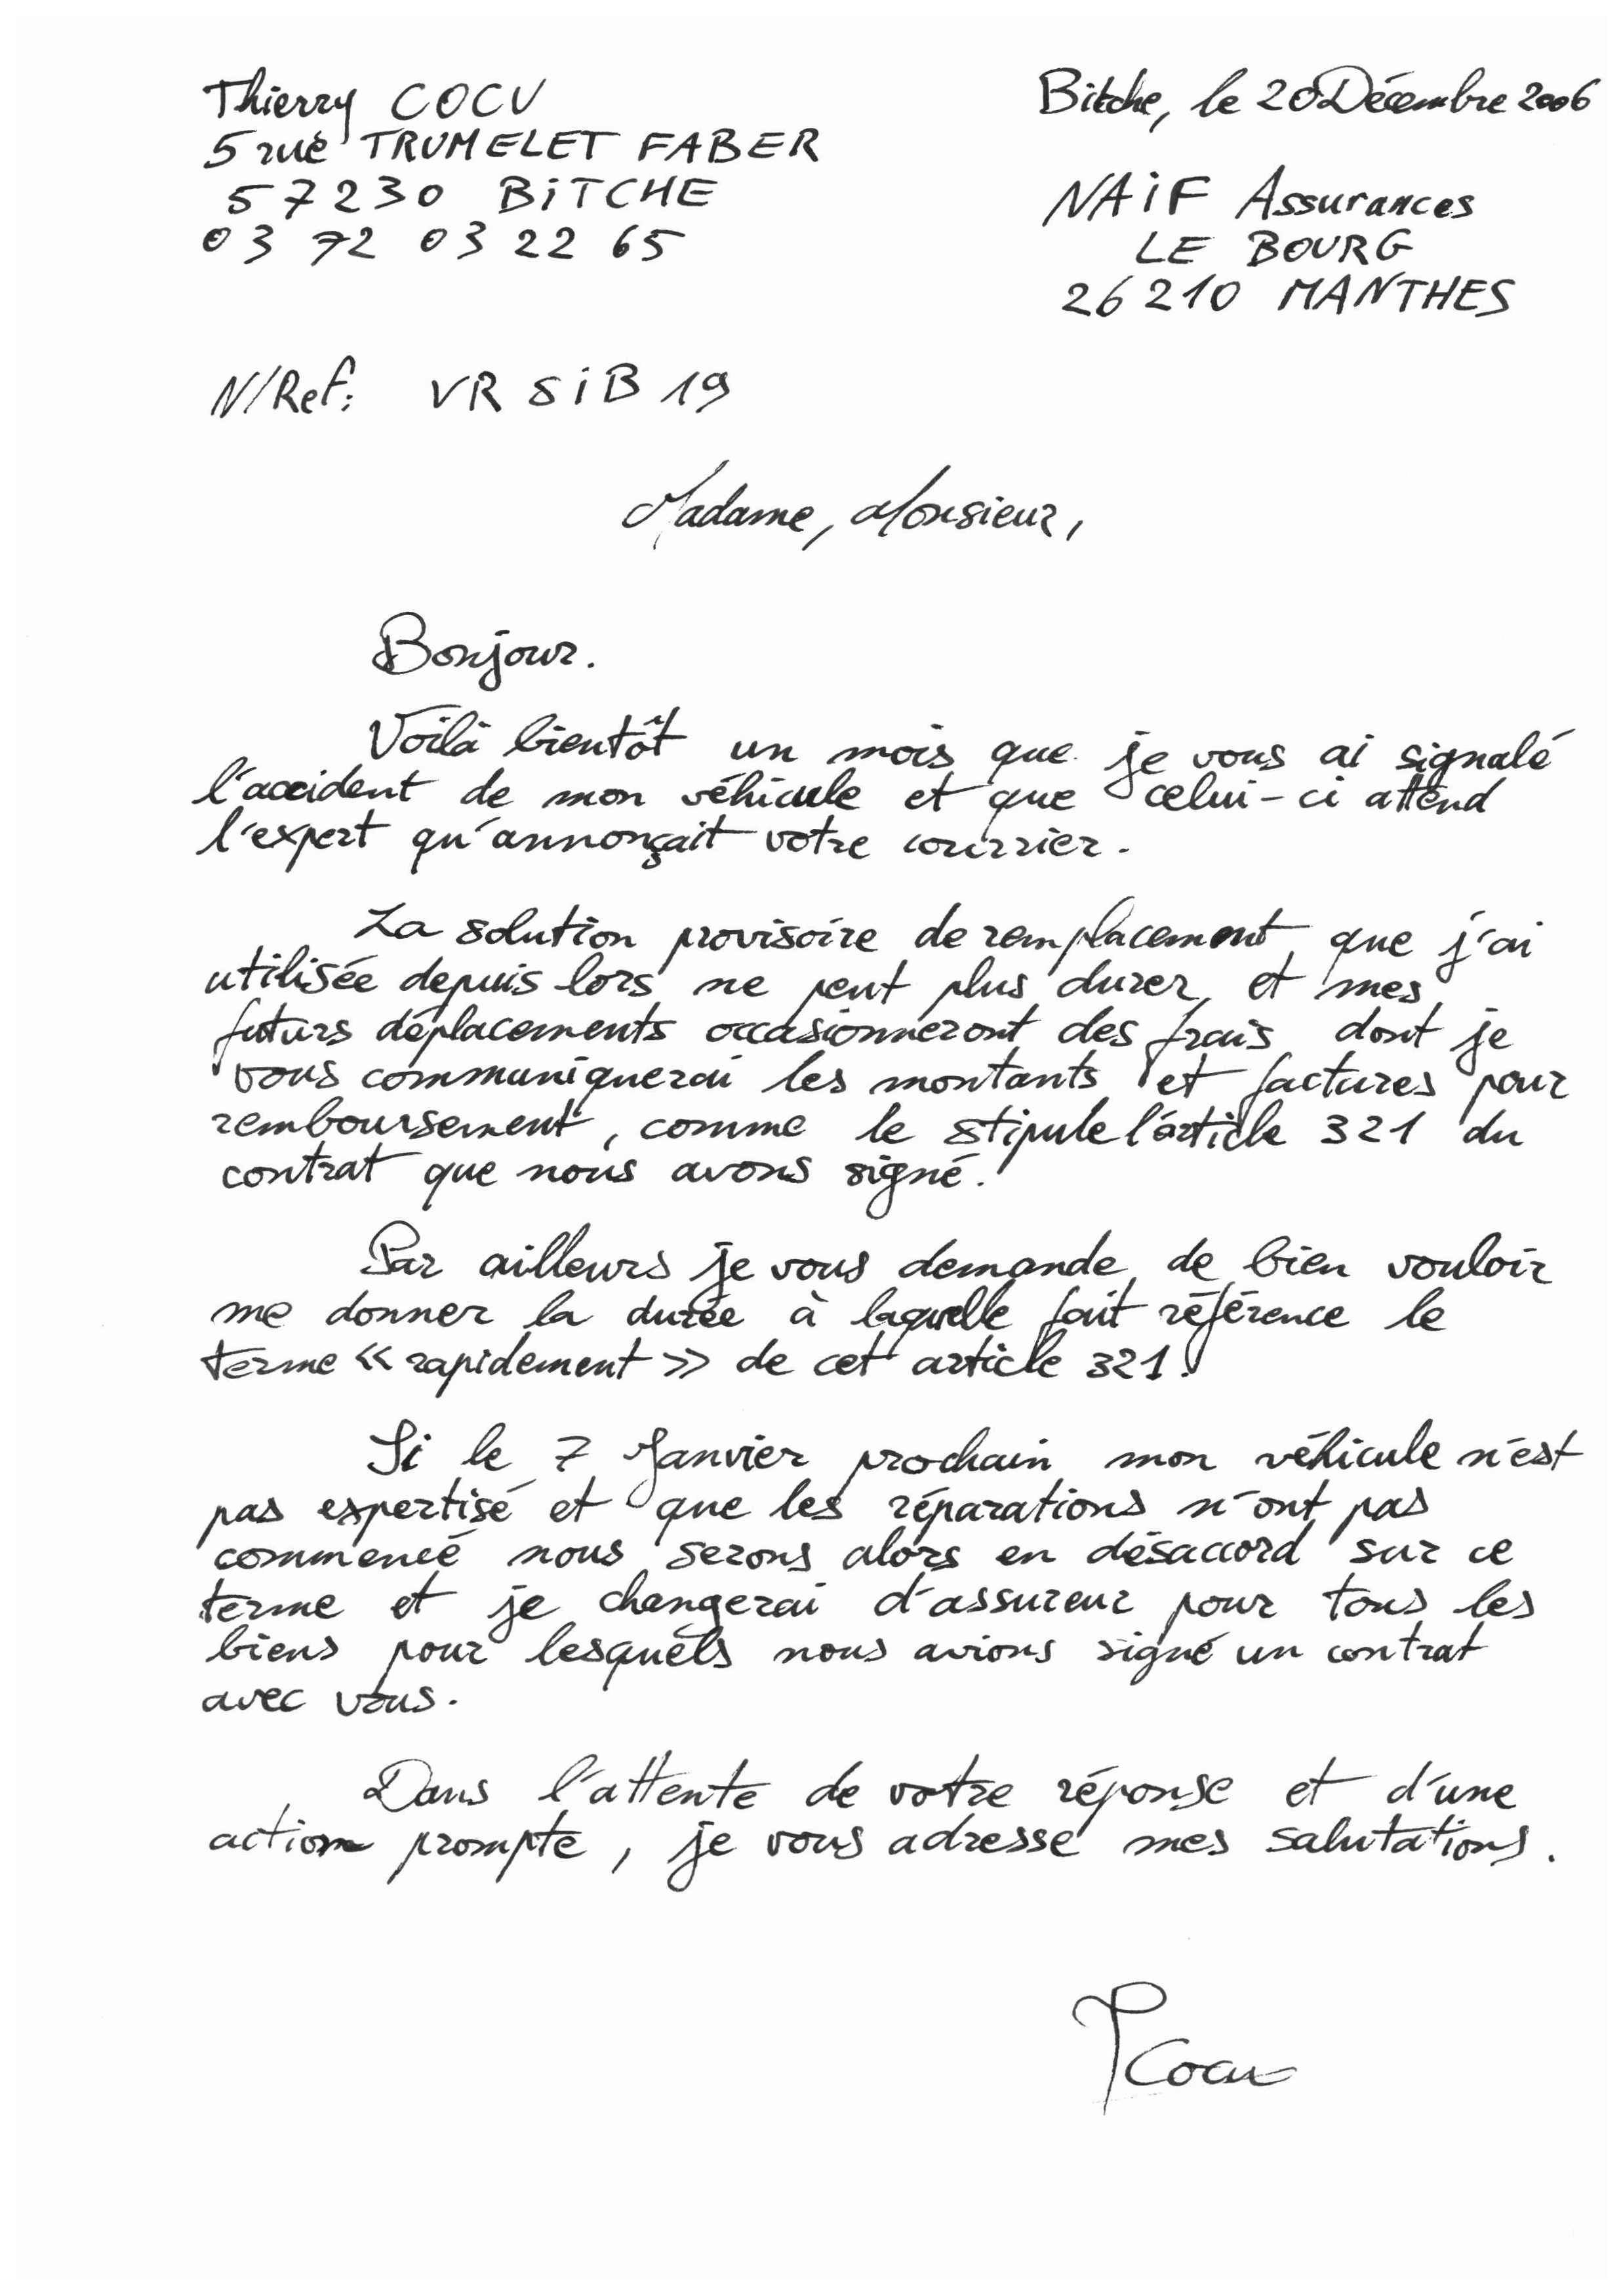 Thierry COCU
5 rue TRUMELET FABER
57230 BITCHE
03 72 03 22 65
Bitche, le 20 Décembre 2006
NAIF Assurances
LE BOURG
26210 MANTHES
N/Ref: VR SiB 19
Madame, Monsieur,
Bonjour.
Voilà bientôt un mois que je vous ai signalé
l'accident de mon véhicule et que celui-ci attend
l'expert qu'annonçait votre courrier.
La solution provisoire de remplacement que j'ai
utilisée depuis lors ne peut plus durer, et mes
futurs déplacements occasionneront des frais dont je
vous communiquerai les montants et factures pour
remboursement, comme le stipule l'article 321 du
contrat que nous avons signé.
Par ailleurs je vous demande de bien vouloir
me donner la durée à laquelle fait référence le
terme << rapidement >> de cet article 321.
Si le 7 Janvier prochain mon véhicule n'est
pas expertisé et que les réparations n'ont pas
commencé nous serons alors en désaccord sur ce
terme et je changerai d'assureur pour tous les
biens pour lesquels nous avions signé un contrat
avec vous.
Dans l'attente de votre réponse et d'une
action prompte, je vous adresse mes salutations.
TCocu